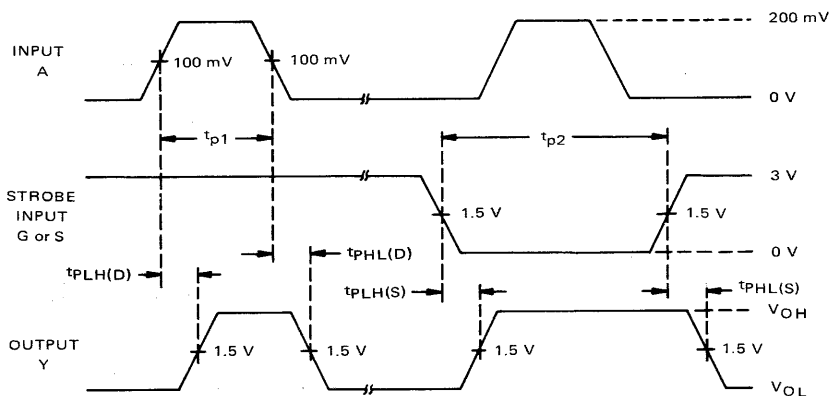 200 mV
INPUT
A
100 mV
100 mV
0 V
tp1
tp2
3 V
STROBE
INPUT
G or S
1.5 V
1.5 V
0 V
tPLH(D)
tPHL(D)
tPLH(S)
tPHL(S)
VOH
OUTPUT
Y
1.5 V
1.5 V
1.5 V
1.5 V
VOL